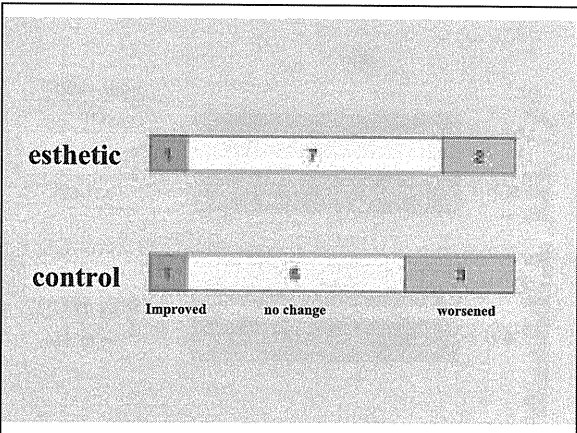 esthetic 1 7 2
control 1 6 3
Improved no change worsened